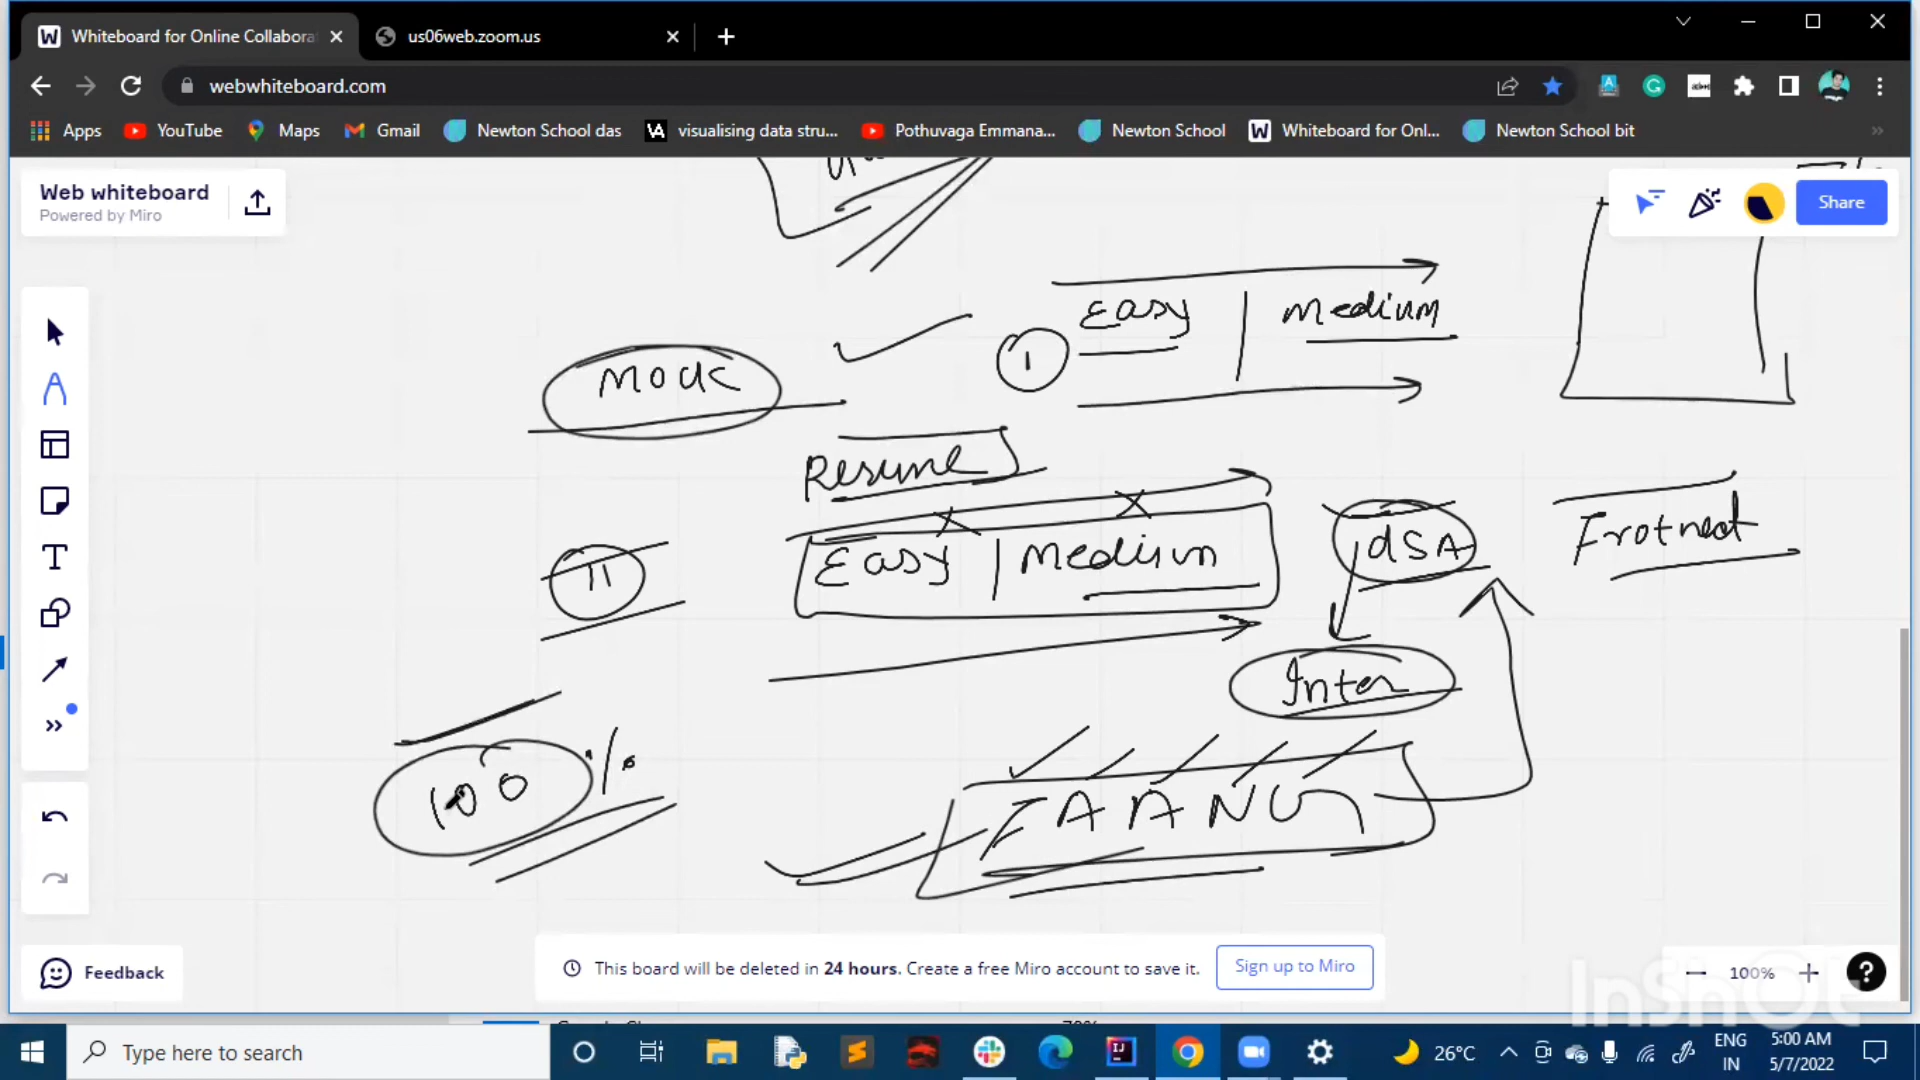 Whiteboard for Online Collabora
us06web.zoom.us
webwhiteboard.com
Apps
YouTube
Maps
Gmail
Newton School das
VA
visualising data stru...
Pothuvaga Emmana...
Newton School
Whiteboard for Onl...
Newton School bit
Web whiteboard
Powered by Miro
Share
Easy | Medium
Mock
1
Resume
II
Easy | Medium
dSA
Frotned
Inter
100 %
FAANG
This board will be deleted in 24 hours. Create a free Miro account to save it.
Sign up to Miro
Feedback
100%
InShOt
Type here to search
26°C
ENG
IN
5:00 AM
5/7/2022